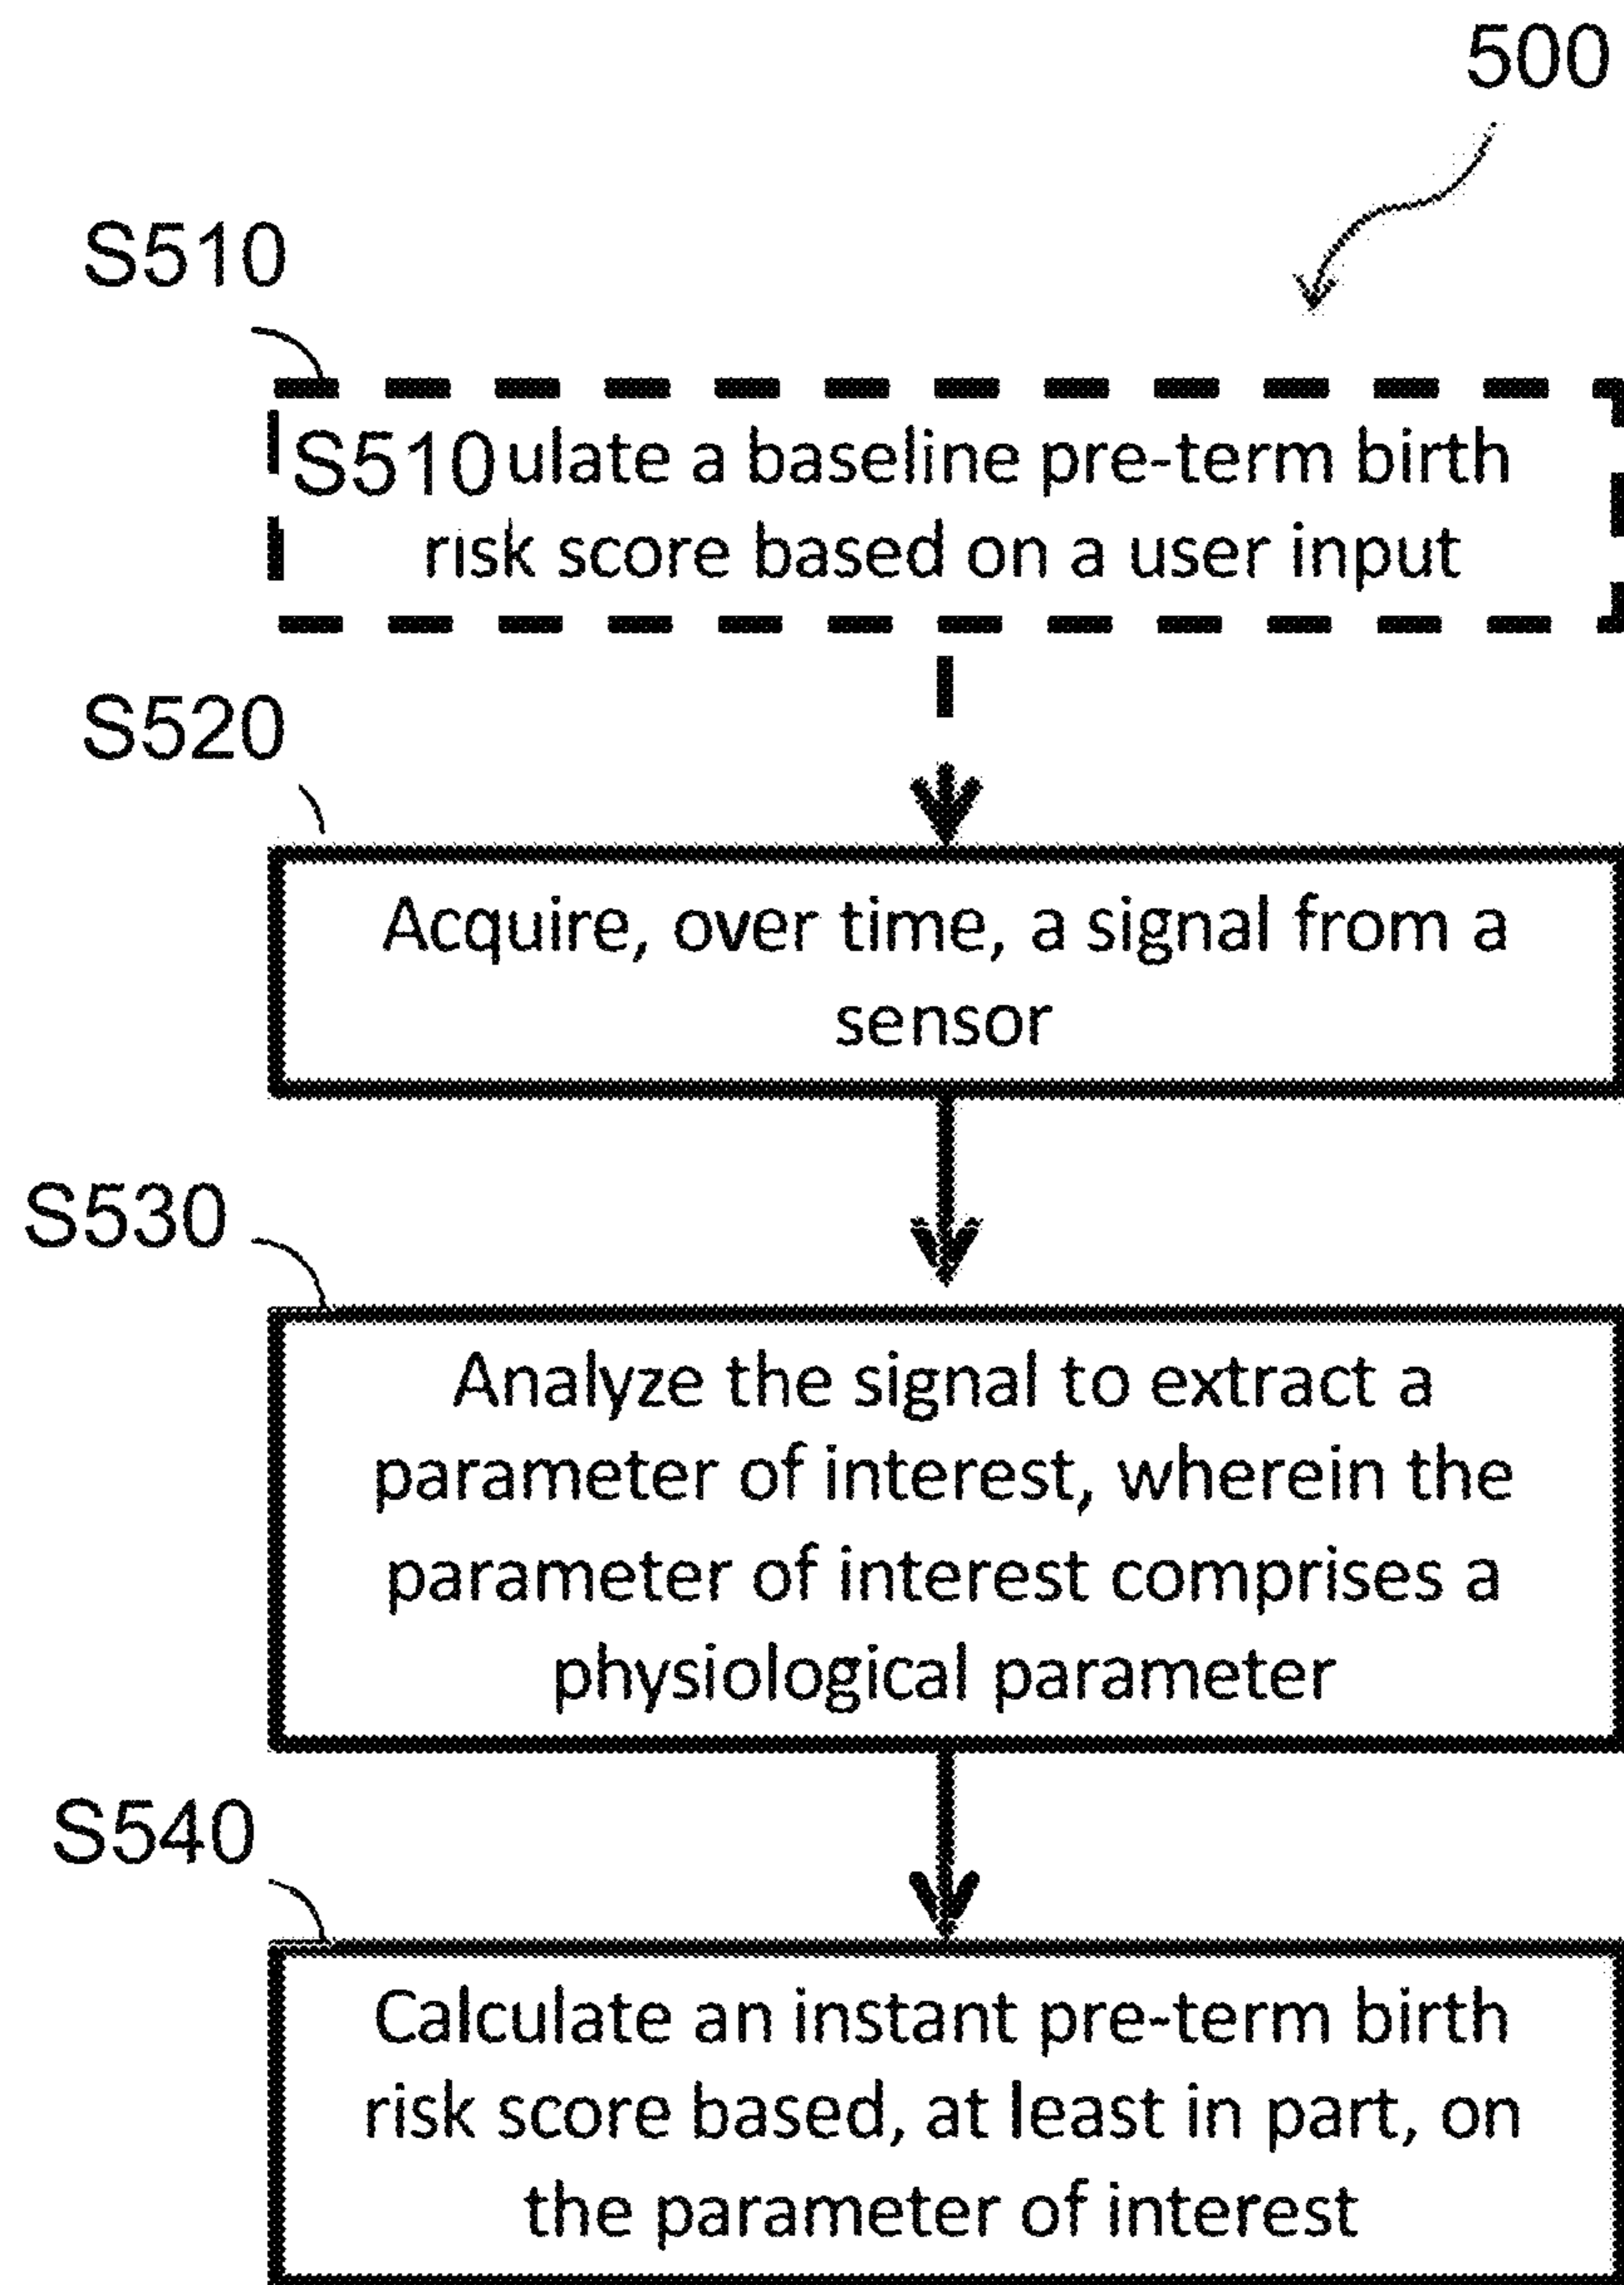 500
S510
S510 ulate a baseline pre-term birth
risk score based on a user input
S520
Acquire, over time, a signal from a
sensor
S530
Analyze the signal to extract a
parameter of interest, wherein the
parameter of interest comprises a
physiological parameter
S540
Calculate an instant pre-term birth
risk score based, at least in part, on
the parameter of interest